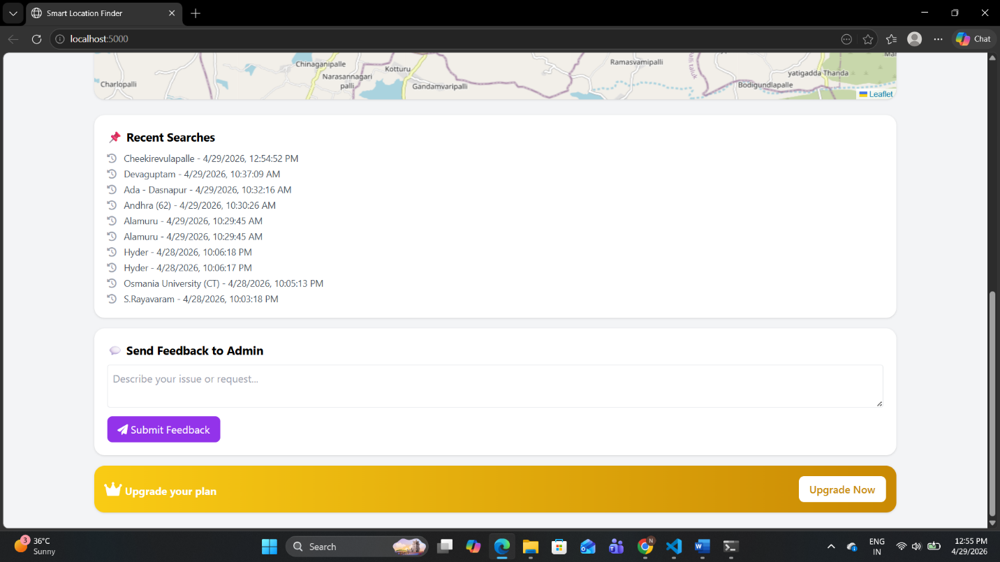 Smart Location Finder
localhost:5000
Chat
Chinaganipalle
Ramasvamipalli
Kotturu
Narasannagari
palli
yatigadda Thanda
Charlopalli
Gandamvaripalli
Bodigundlapalle
Leaflet
Recent Searches
Cheekirevulapalle - 4/29/2026, 12:54:52 PM
Devaguptam - 4/29/2026, 10:37:09 AM
Ada - Dasnapur - 4/29/2026, 10:32:16 AM
Andhra (62) - 4/29/2026, 10:30:26 AM
Alamuru - 4/29/2026, 10:29:45 AM
Alamuru - 4/29/2026, 10:29:45 AM
Hyder - 4/28/2026, 10:06:18 PM
Hyder - 4/28/2026, 10:06:17 PM
Osmania University (CT) - 4/28/2026, 10:05:13 PM
S.Rayavaram - 4/28/2026, 10:03:18 PM
Send Feedback to Admin
Describe your issue or request...
Submit Feedback
Upgrade your plan
Upgrade Now
3
36°C
Sunny
Search
N
ENG
IN
12:55 PM
4/29/2026